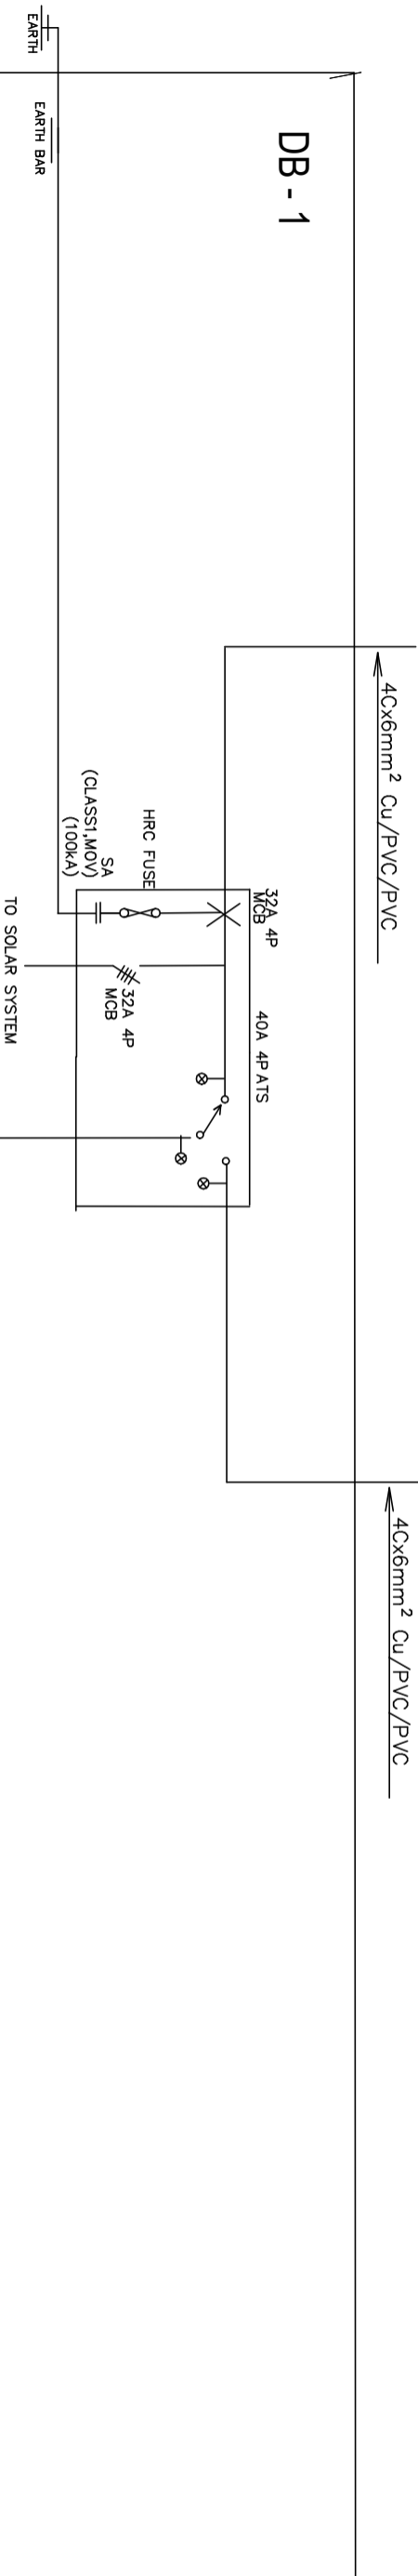 DB-1
4Cx6mm² Cu/PVC/PVC
4Cx6mm² Cu/PVC/PVC
32A 4P
MCB
40A 4P ATS
HRC FUSE
SA
(CLASS1,MOV)
(100kA)
32A 4P
MCB
EARTH
EARTH BAR
TO SOLAR SYSTEM